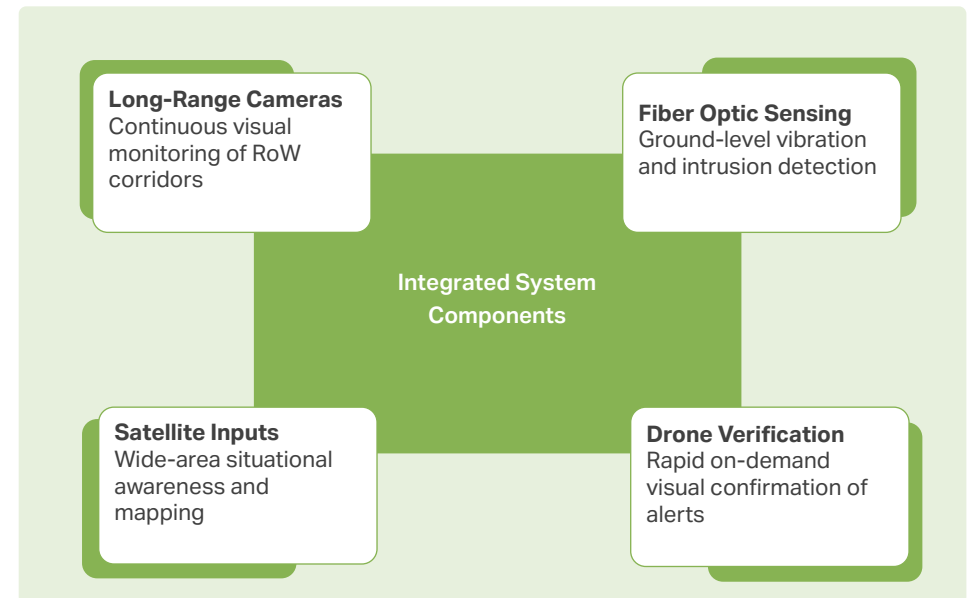 Long-Range Cameras
Continuous visual
monitoring of RoW
corridors
Fiber Optic Sensing
Ground-level vibration
and intrusion detection
Integrated System
Components
Satellite Inputs
Wide-area situational
awareness and
mapping
Drone Verification
Rapid on-demand
visual confirmation of
alerts